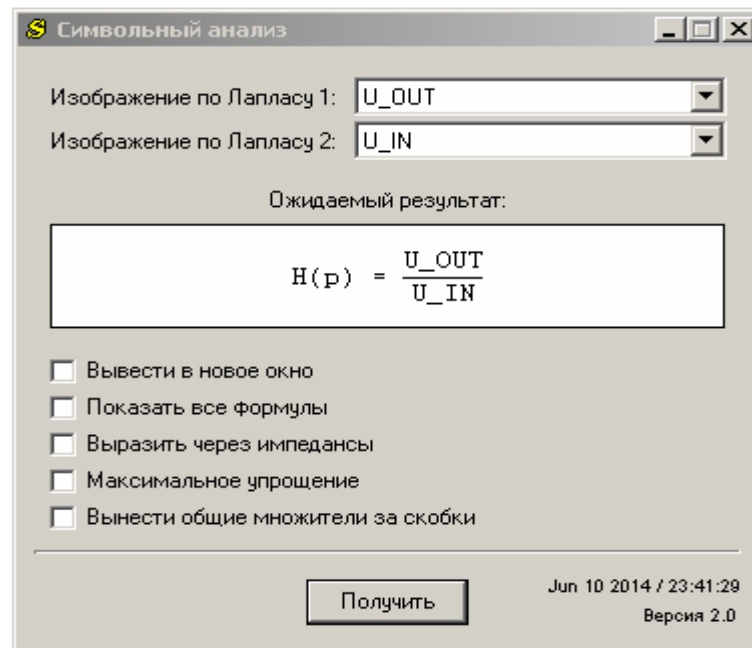 Символьный анализ
Изображение по Лапласу 1: U_OUT
Изображение по Лапласу 2: U_IN
Ожидаемый результат:
H(p) = U_OUT
U_IN
Вывести в новое окно
Показать все формулы
Выразить через импедансы
Максимальное упрощение
Вынести общие множители за скобки
Получить
Jun 10 2014 / 23:41:29
Версия 2.0